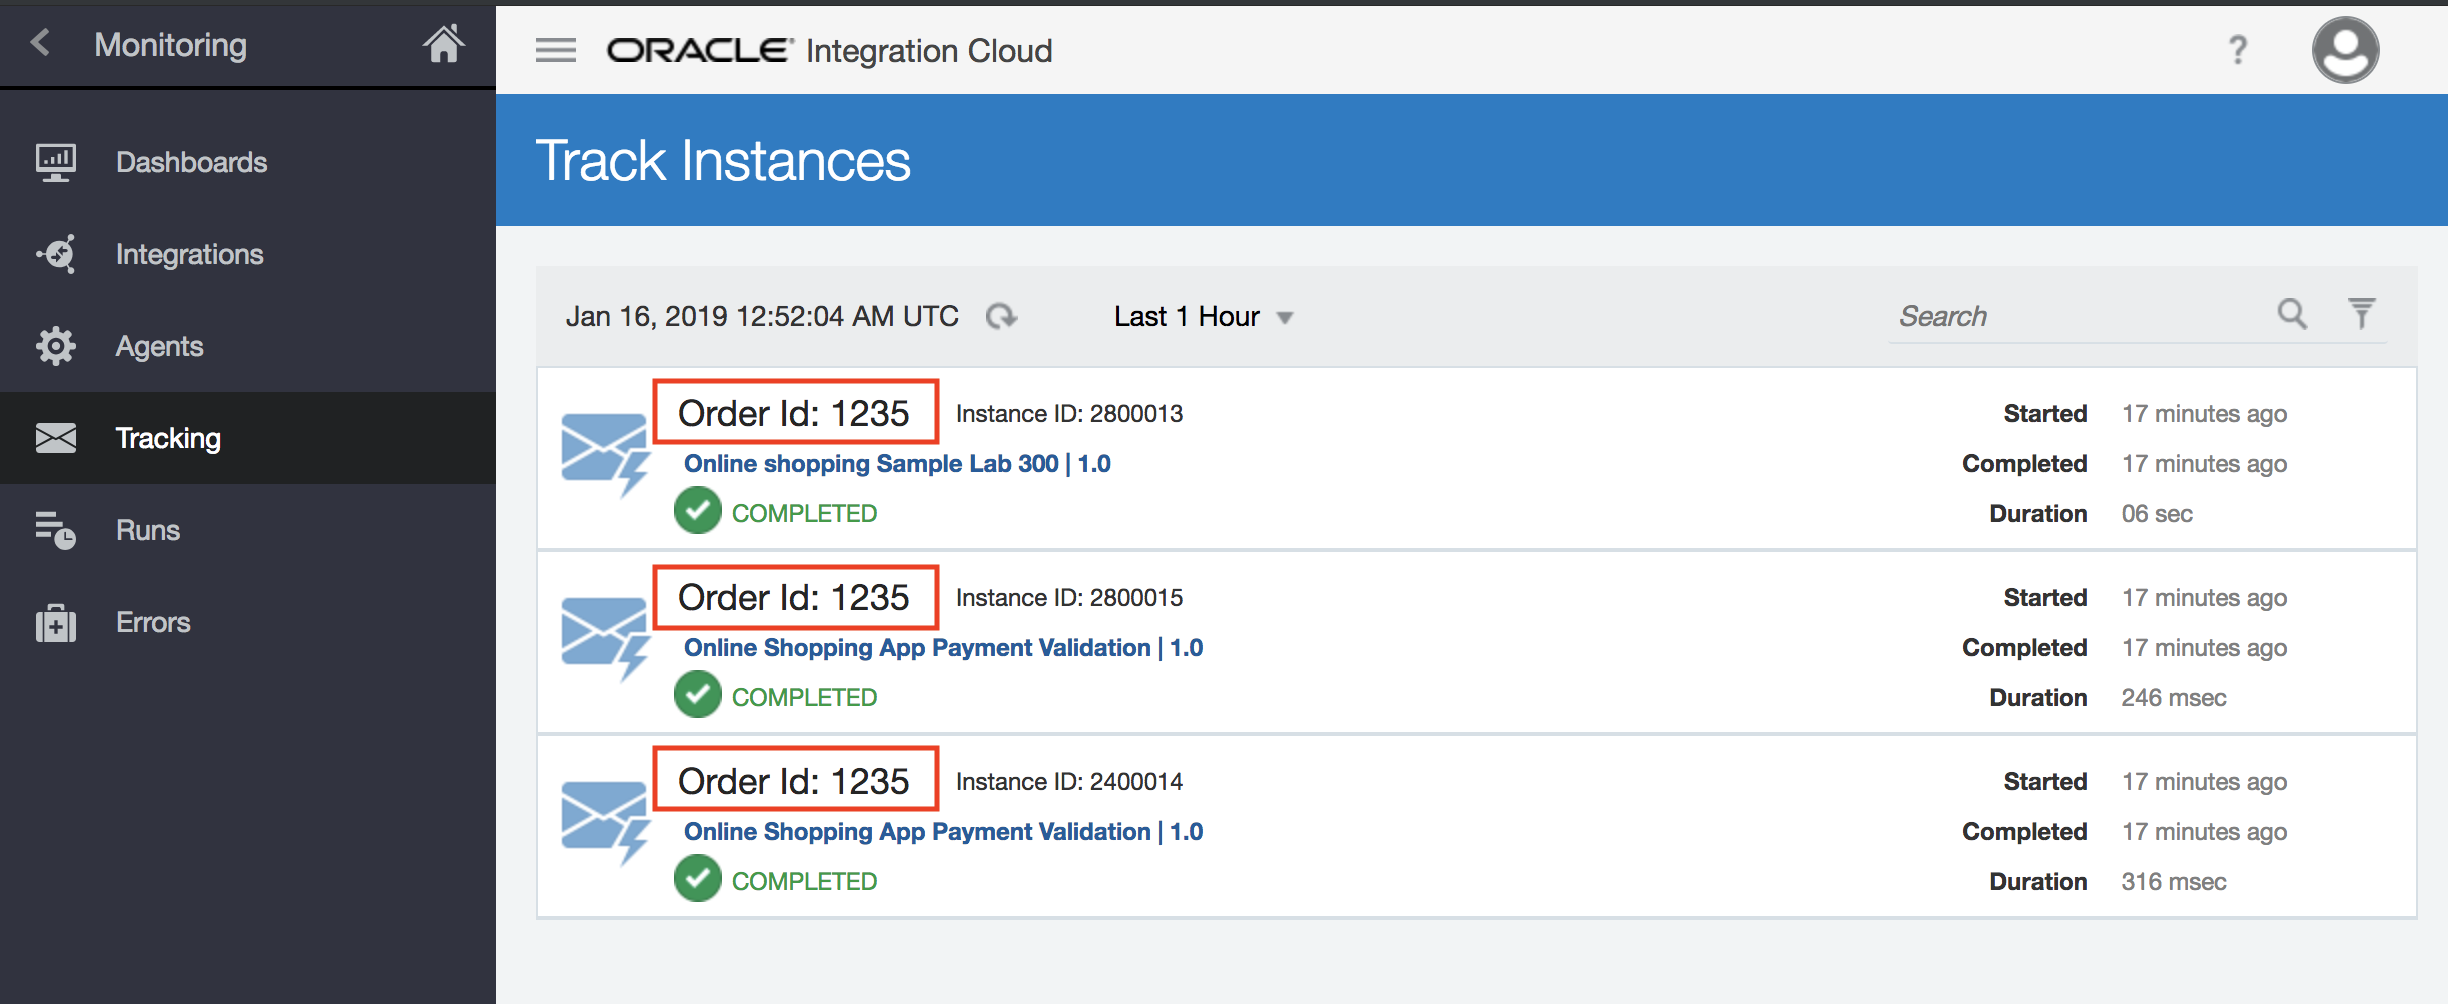 Monitoring
ORACLE Integration Cloud
?
Dashboards
Integrations
Agents
Tracking
Runs
Errors
Track Instances
Jan 16, 2019 12:52:04 AM UTC
Last 1 Hour
Search
Order Id: 1235
Instance ID: 2800013
Online shopping Sample Lab 300 | 1.0
COMPLETED
Started 17 minutes ago
Completed 17 minutes ago
Duration 06 sec
Order Id: 1235
Instance ID: 2800015
Online Shopping App Payment Validation | 1.0
COMPLETED
Started 17 minutes ago
Completed 17 minutes ago
Duration 246 msec
Order Id: 1235
Instance ID: 2400014
Online Shopping App Payment Validation | 1.0
COMPLETED
Started 17 minutes ago
Completed 17 minutes ago
Duration 316 msec